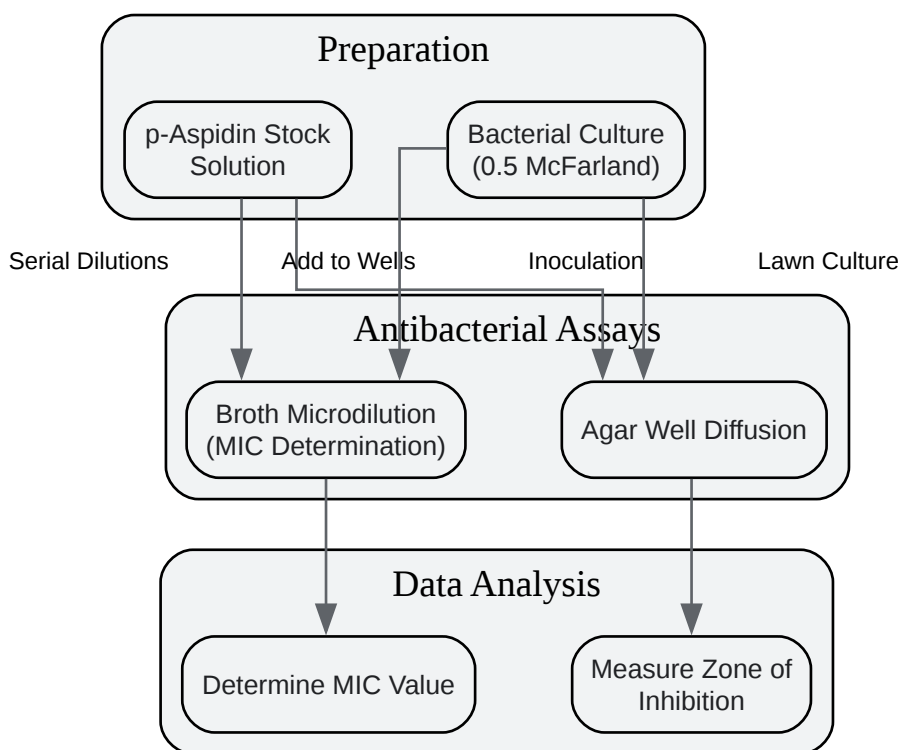 Preparation
p-Aspidin Stock
Solution
Bacterial Culture
(0.5 McFarland)
Serial Dilutions
Add to Wells
Inoculation
Lawn Culture
Antibacterial Assays
Broth Microdilution
(MIC Determination)
Agar Well Diffusion
Data Analysis
Determine MIC Value
Measure Zone of
Inhibition